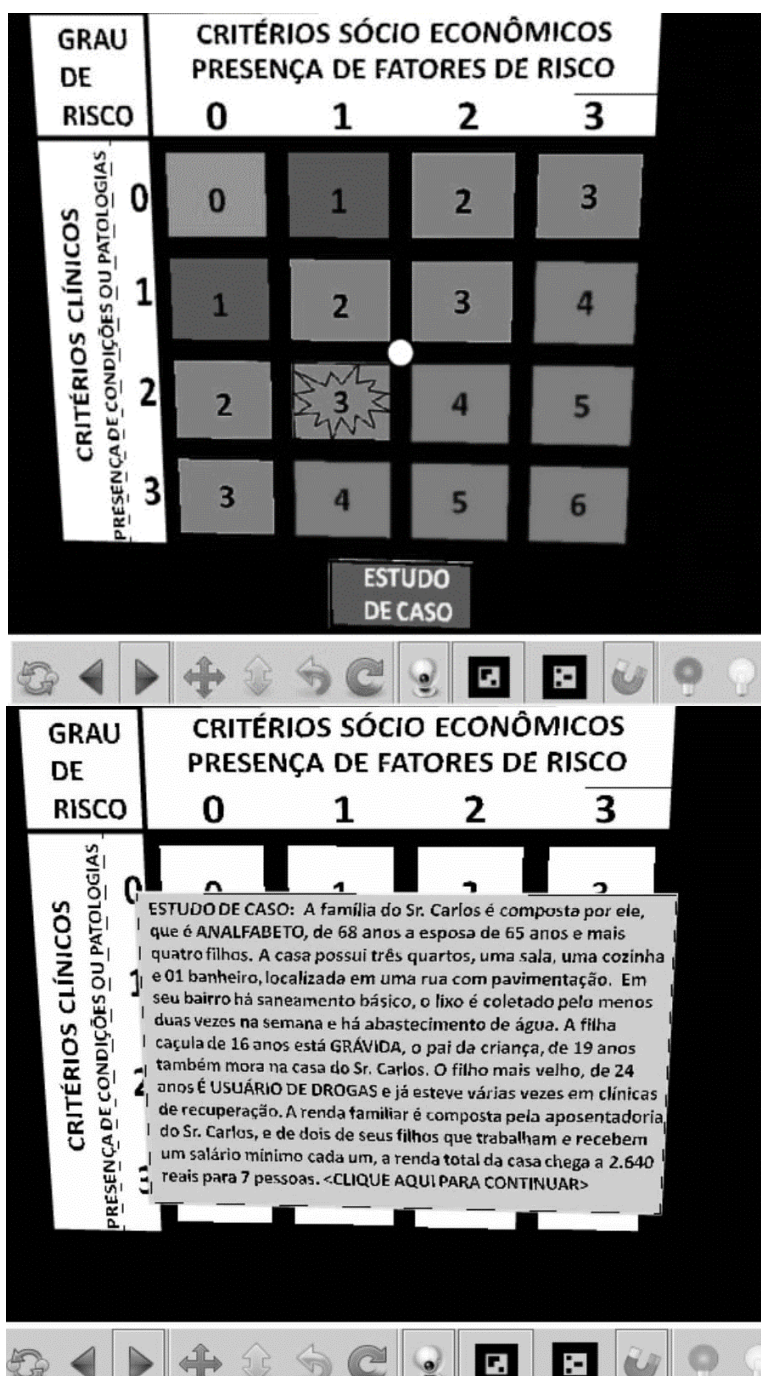 GRAU
DE
RISCO
CRITÉRIOS SÓCIO ECONÔMICOS
PRESENÇA DE FATORES DE RISCO
0 1 2 3
CRITÉRIOS CLÍNICOS
PRESENÇA DE CONDIÇÕES OU PATOLOGIAS
0 0 1 2 3
1 1 2 3 4
2 2 3 4 5
3 3 4 5 6
ESTUDO
DE CASO
GRAU
DE
RISCO
CRITÉRIOS SÓCIO ECONÔMICOS
PRESENÇA DE FATORES DE RISCO
0 1 2 3
CRITÉRIOS CLÍNICOS
PRESENÇA DE CONDIÇÕES OU PATOLOGIAS
0 0 1 2 3
1
2
3
ESTUDO DE CASO: A família do Sr. Carlos é composta por ele,
que é ANALFABETO, de 68 anos a esposa de 65 anos e mais
quatro filhos. A casa possui três quartos, uma sala, uma cozinha
e 01 banheiro, localizada em uma rua com pavimentação. Em
seu bairro há saneamento básico, o lixo é coletado pelo menos
duas vezes na semana e há abastecimento de água. A filha
caçula de 16 anos está GRÁVIDA, o pai da criança, de 19 anos
também mora na casa do Sr. Carlos. O filho mais velho, de 24
anos É USUÁRIO DE DROGAS e já esteve várias vezes em clínicas
de recuperação. A renda familiar é composta pela aposentadoria
do Sr. Carlos, e de dois de seus filhos que trabalham e recebem
um salário mínimo cada um, a renda total da casa chega a 2.640
reais para 7 pessoas. <CLIQUE AQUI PARA CONTINUAR>